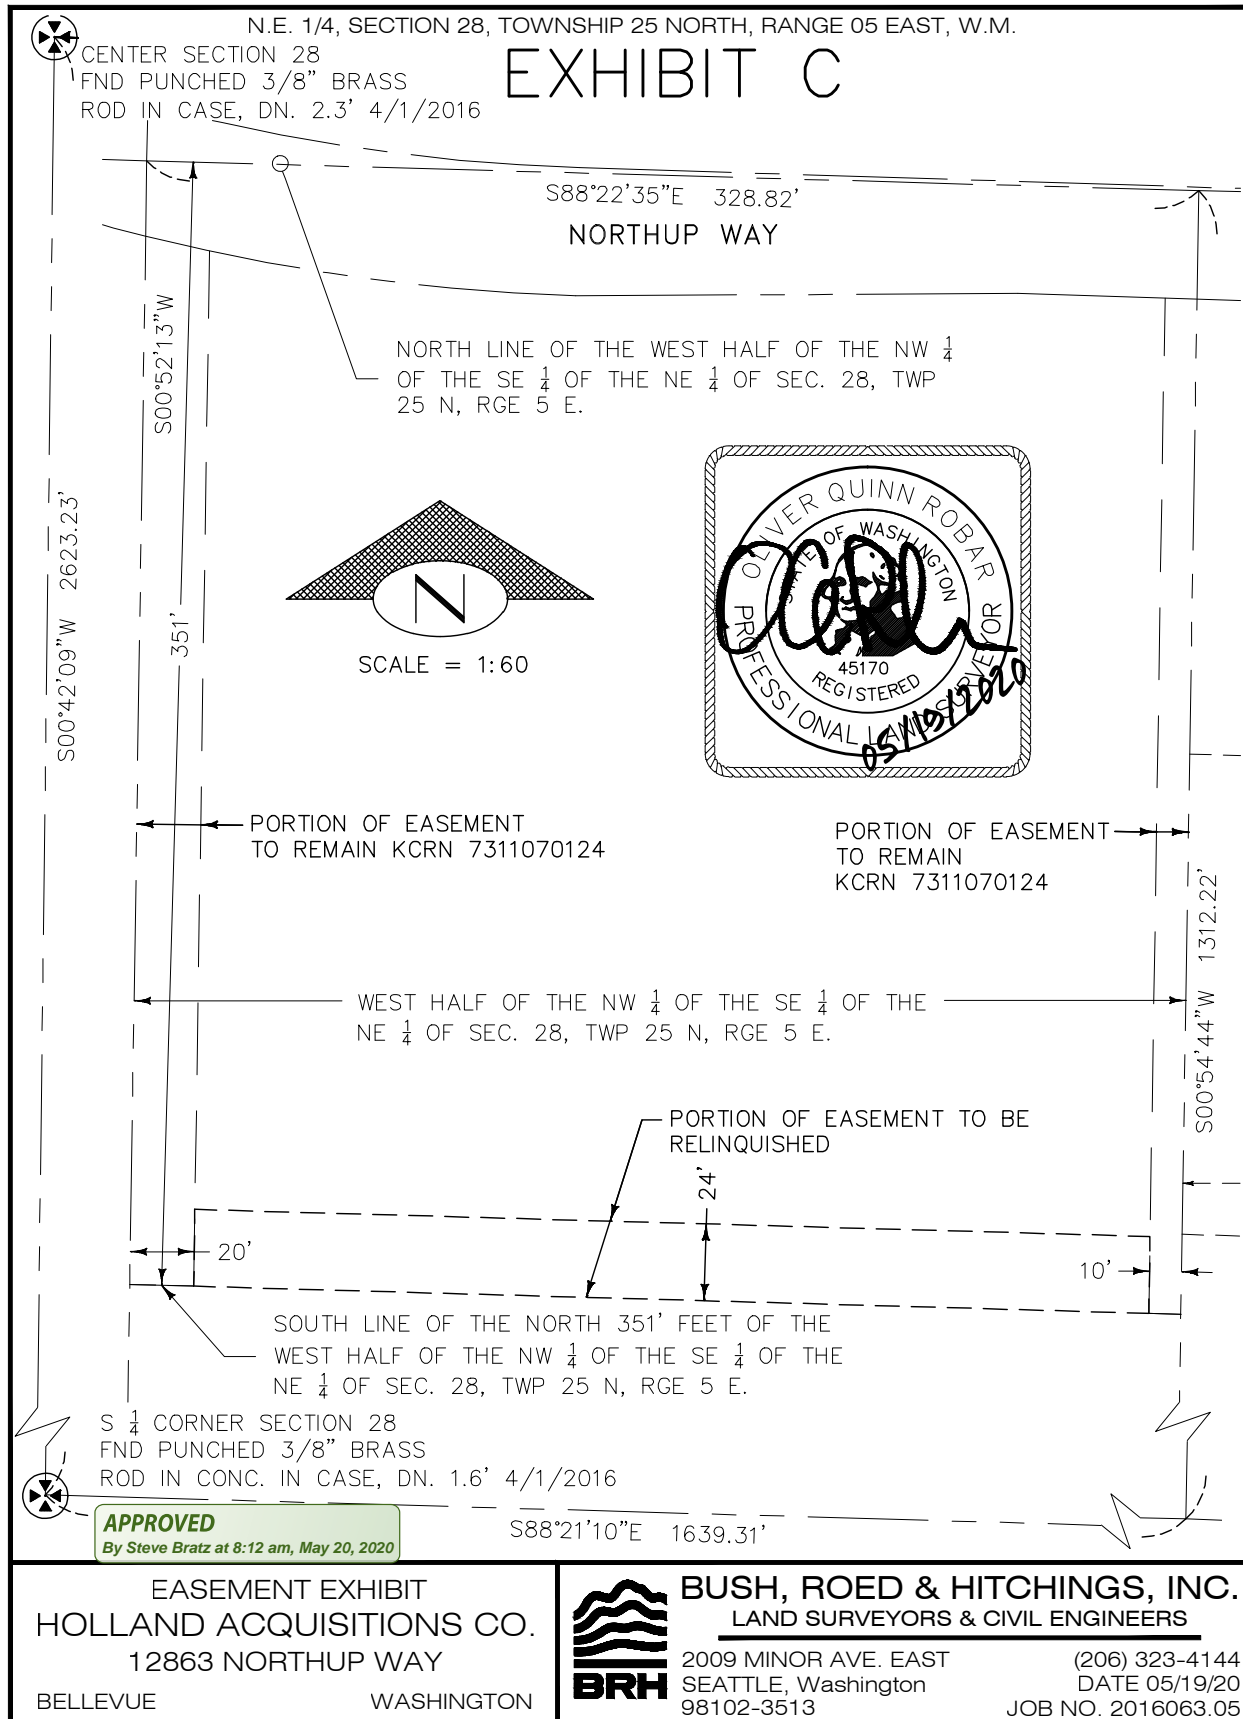 N.E. 1/4, SECTION 28, TOWNSHIP 25 NORTH, RANGE 05 EAST, W.M.
EXHIBIT C
CENTER SECTION 28
FND PUNCHED 3/8" BRASS
ROD IN CASE, DN. 2.3' 4/1/2016
S88°22'35"E 328.82'
NORTHUP WAY
S00°52'13"W
NORTH LINE OF THE WEST HALF OF THE NW 1/4
OF THE SE 1/4 OF THE NE 1/4 OF SEC. 28, TWP
25 N, RGE 5 E.
S00°42'09"W 2623.23'
351'
N
SCALE = 1:60
OLIVER QUINN ROBAR
STATE OF WASHINGTON
45170
REGISTERED
PROFESSIONAL LAND SURVEYOR
05/19/2020
PORTION OF EASEMENT
TO REMAIN KCRN 7311070124
PORTION OF EASEMENT
TO REMAIN
KCRN 7311070124
S00°54'44"W 1312.22'
WEST HALF OF THE NW 1/4 OF THE SE 1/4 OF THE
NE 1/4 OF SEC. 28, TWP 25 N, RGE 5 E.
PORTION OF EASEMENT TO BE
RELINQUISHED
24'
20'
10'
SOUTH LINE OF THE NORTH 351' FEET OF THE
WEST HALF OF THE NW 1/4 OF THE SE 1/4 OF THE
NE 1/4 OF SEC. 28, TWP 25 N, RGE 5 E.
S 1/4 CORNER SECTION 28
FND PUNCHED 3/8" BRASS
ROD IN CONC. IN CASE, DN. 1.6' 4/1/2016
S88°21'10"E 1639.31'
APPROVED
By Steve Bratz at 8:12 am, May 20, 2020
EASEMENT EXHIBIT
HOLLAND ACQUISITIONS CO.
12863 NORTHUP WAY
BELLEVUE WASHINGTON
BRH
BUSH, ROED & HITCHINGS, INC.
LAND SURVEYORS & CIVIL ENGINEERS
2009 MINOR AVE. EAST (206) 323-4144
SEATTLE, Washington DATE 05/19/20
98102-3513 JOB NO. 2016063.05